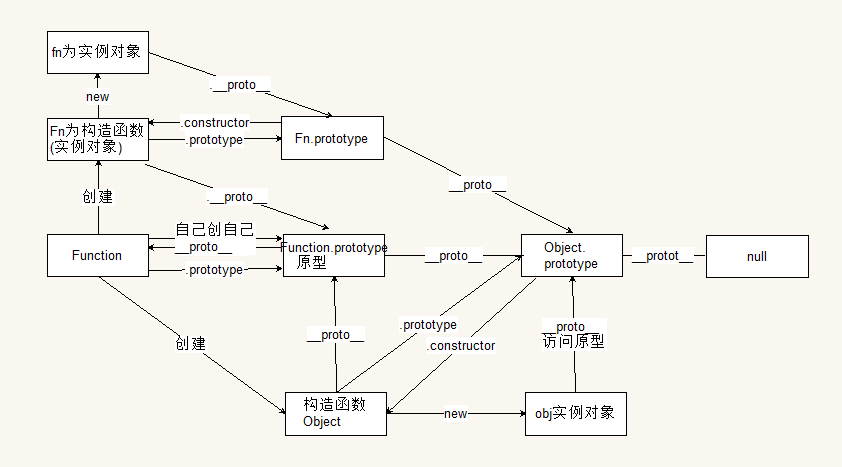 fn为实例对象
.__proto__
new
.constructor
Fn为构造函数
(实例对象)
.prototype
Fn.prototype
__proto__
.__proto__
创建
自己创自己
__proto__
Function
Function.prototype
原型
.prototype
__proto__
Object.
prototype
__protot__
null
.prototype
__proto__
__proto__
访问原型
创建
.constructor
构造函数
Object
new
obj实例对象